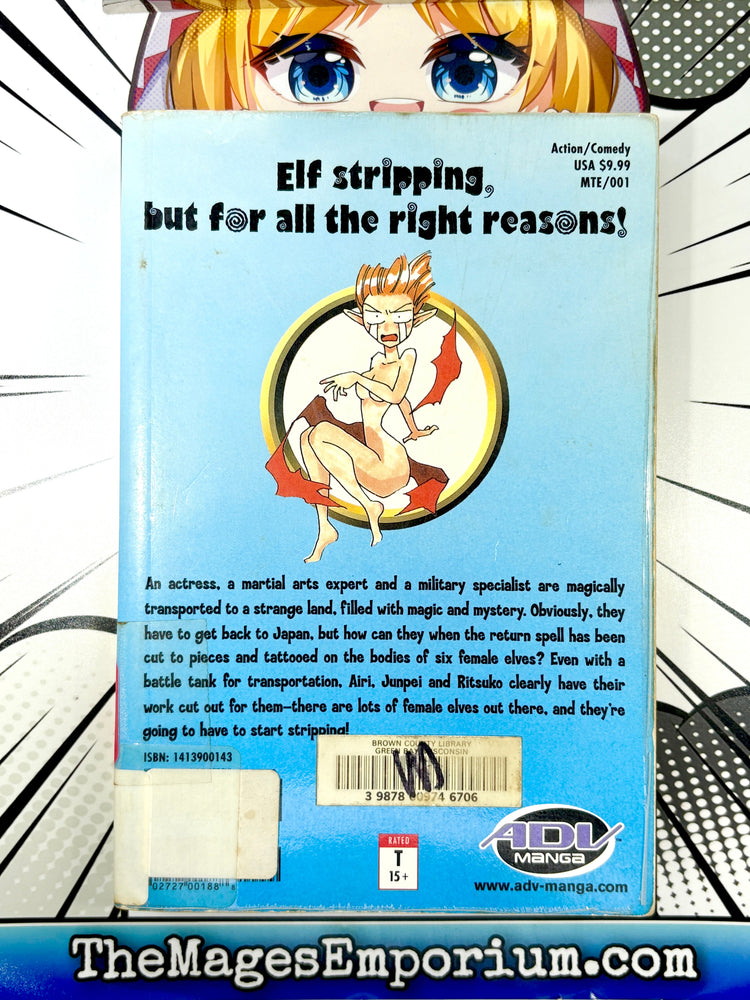 Action/Comedy
USA $9.99
MTE/001
Elf stripping,
but for all the right reasons!
An actress, a martial arts expert and a military specialist are magically
transported to a strange land, filled with magic and mystery. Obviously, they
have to get back to Japan, but how can they when the return spell has been
cut to pieces and tattooed on the bodies of six female elves? Even with a
battle tank for transportation, Airi, Junpei and Ritsuko clearly have their
work cut out for them—there are lots of female elves out there, and they're
going to have to start stripping!
ISBN: 1413900143
BROWN COUNTY LIBRARY
GREEN BAY WISCONSIN
3 9878 00974 6706
RATED
T
15+
ADV
MANGA
™
www.adv-manga.com
02727 00188
TheMagesEmporium.com